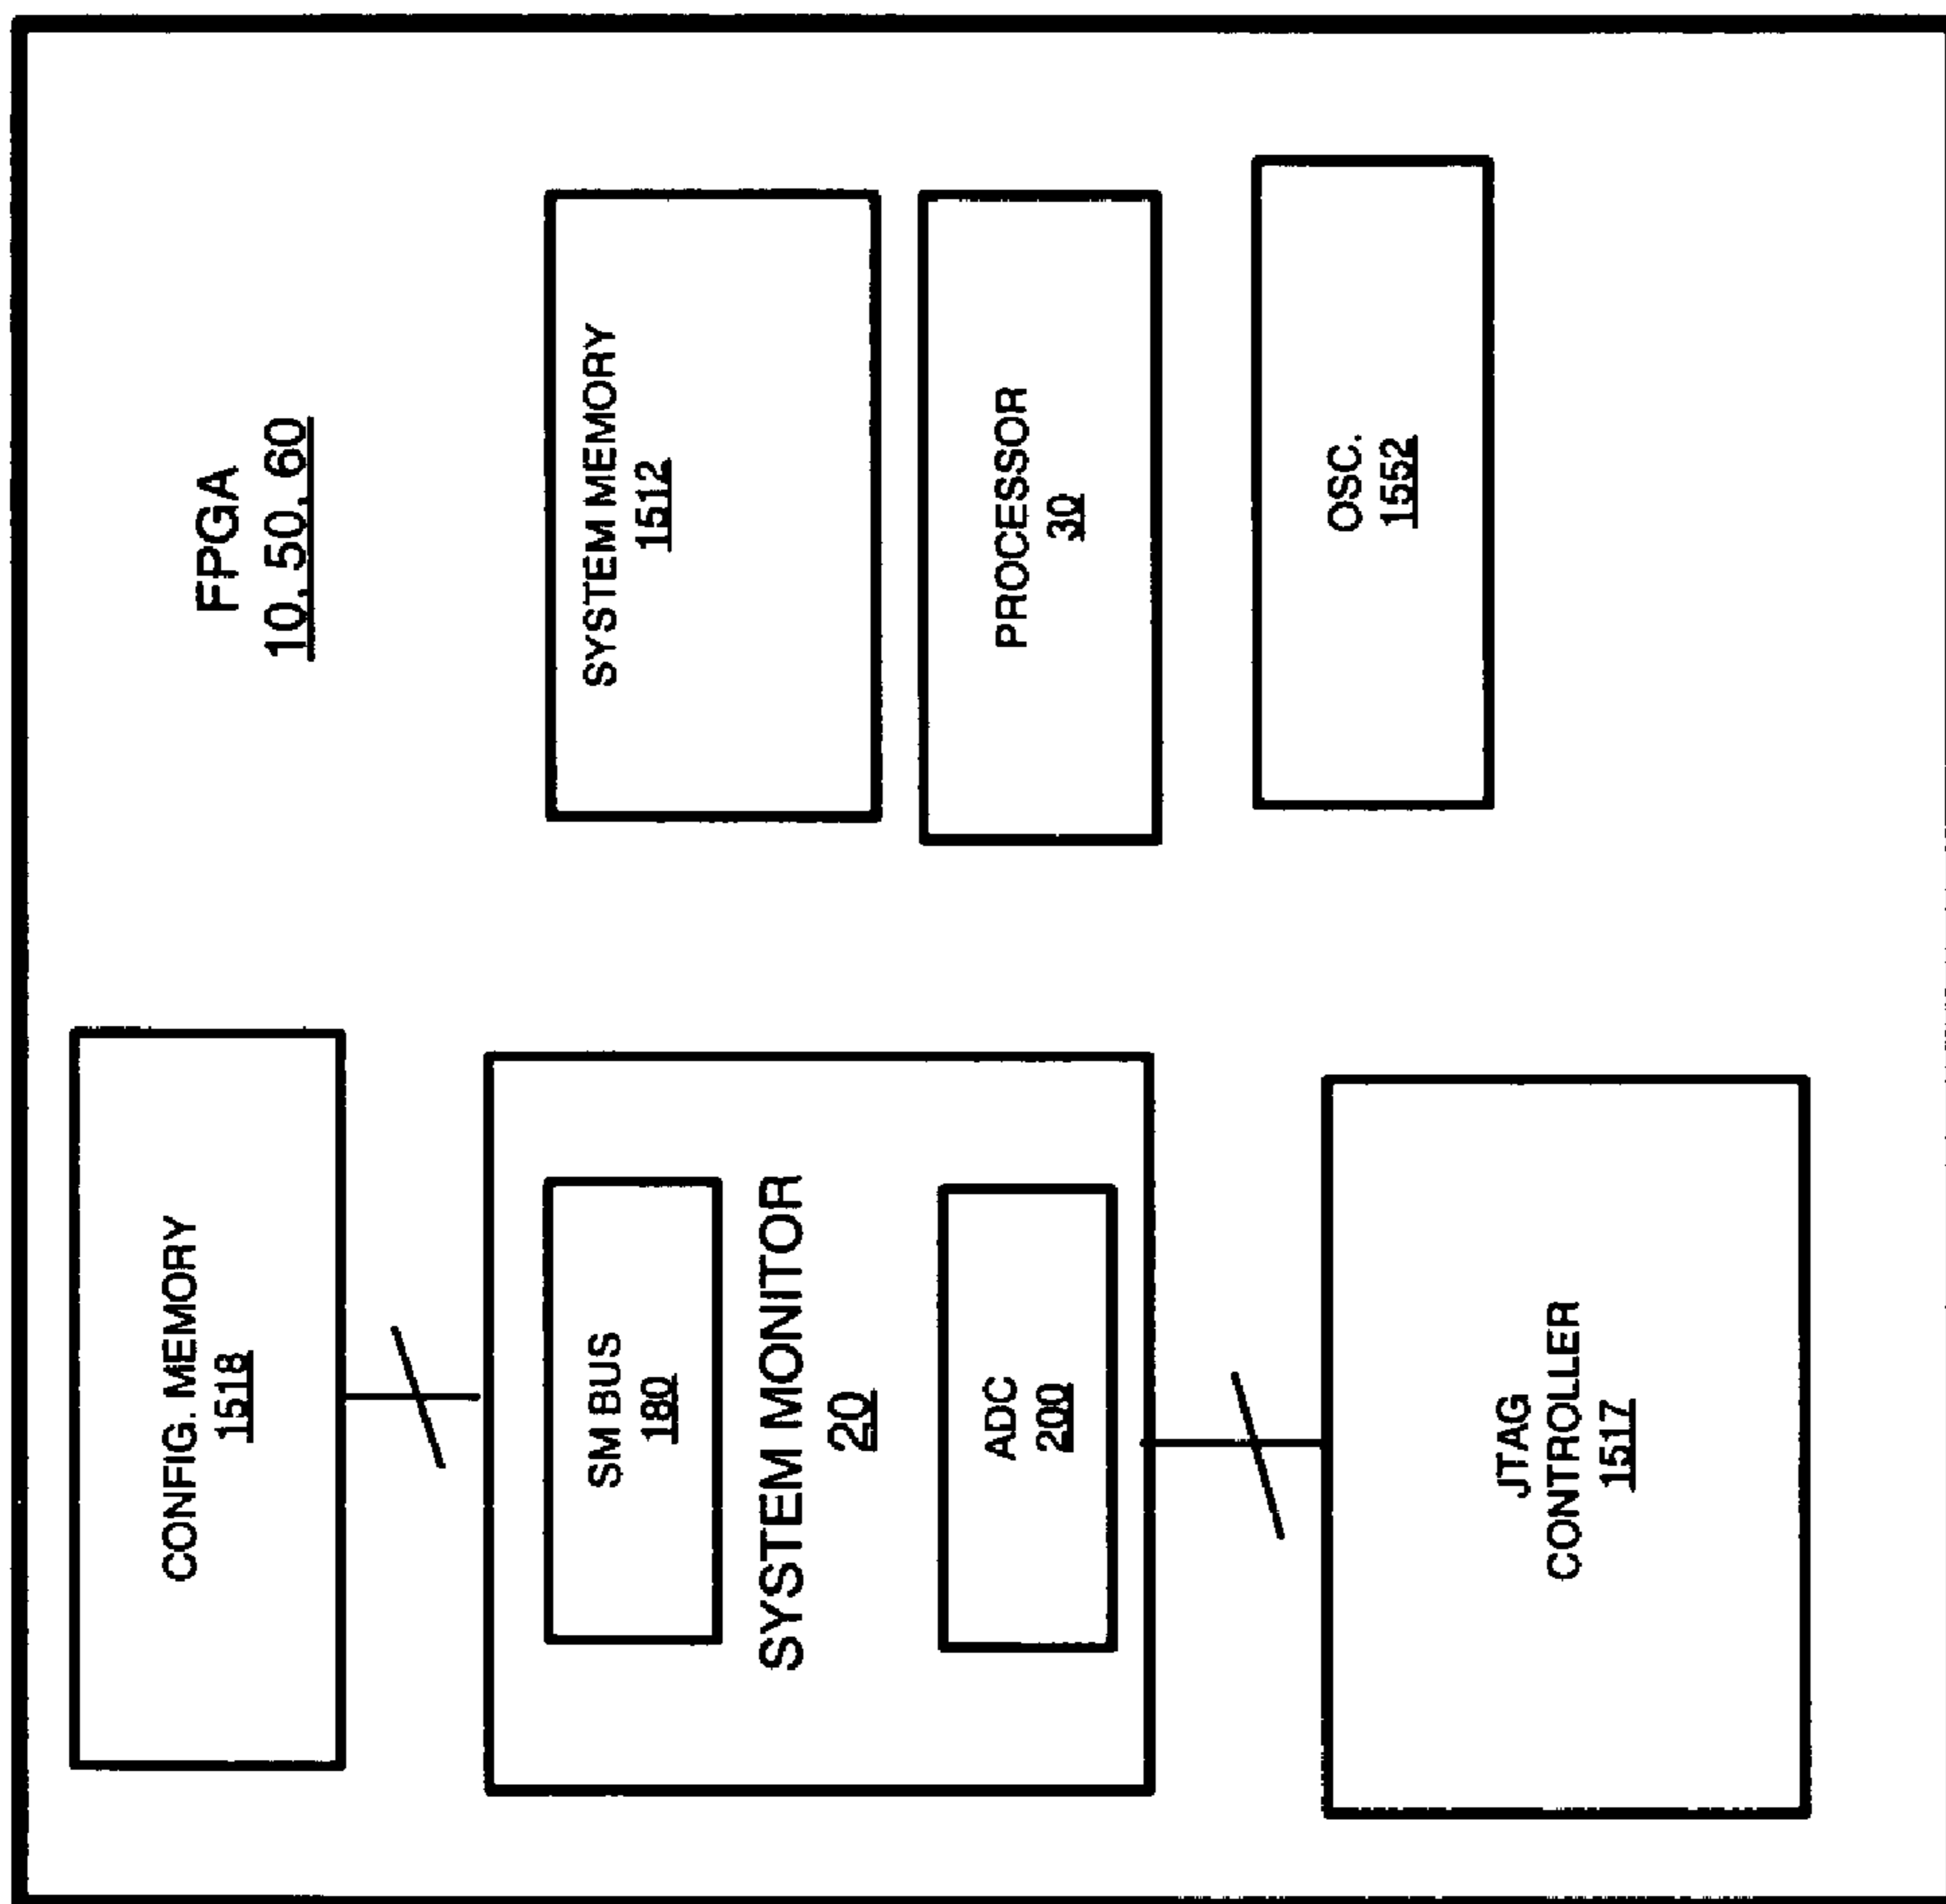 FPGA
10, 50, 60
CONFIG. MEMORY
1518
SYSTEM MEMORY
1512
SM BUS
180
SYSTEM MONITOR
20
ADC
200
PROCESSOR
30
OSC.
1552
JTAG
CONTROLLER
1517